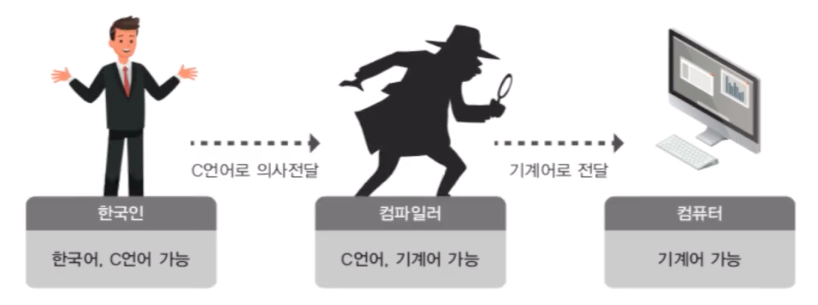 C언어로 의사전달
기계어로 전달
한국인
컴파일러
컴퓨터
한국어, C언어 가능
C언어, 기계어 가능
기계어 가능